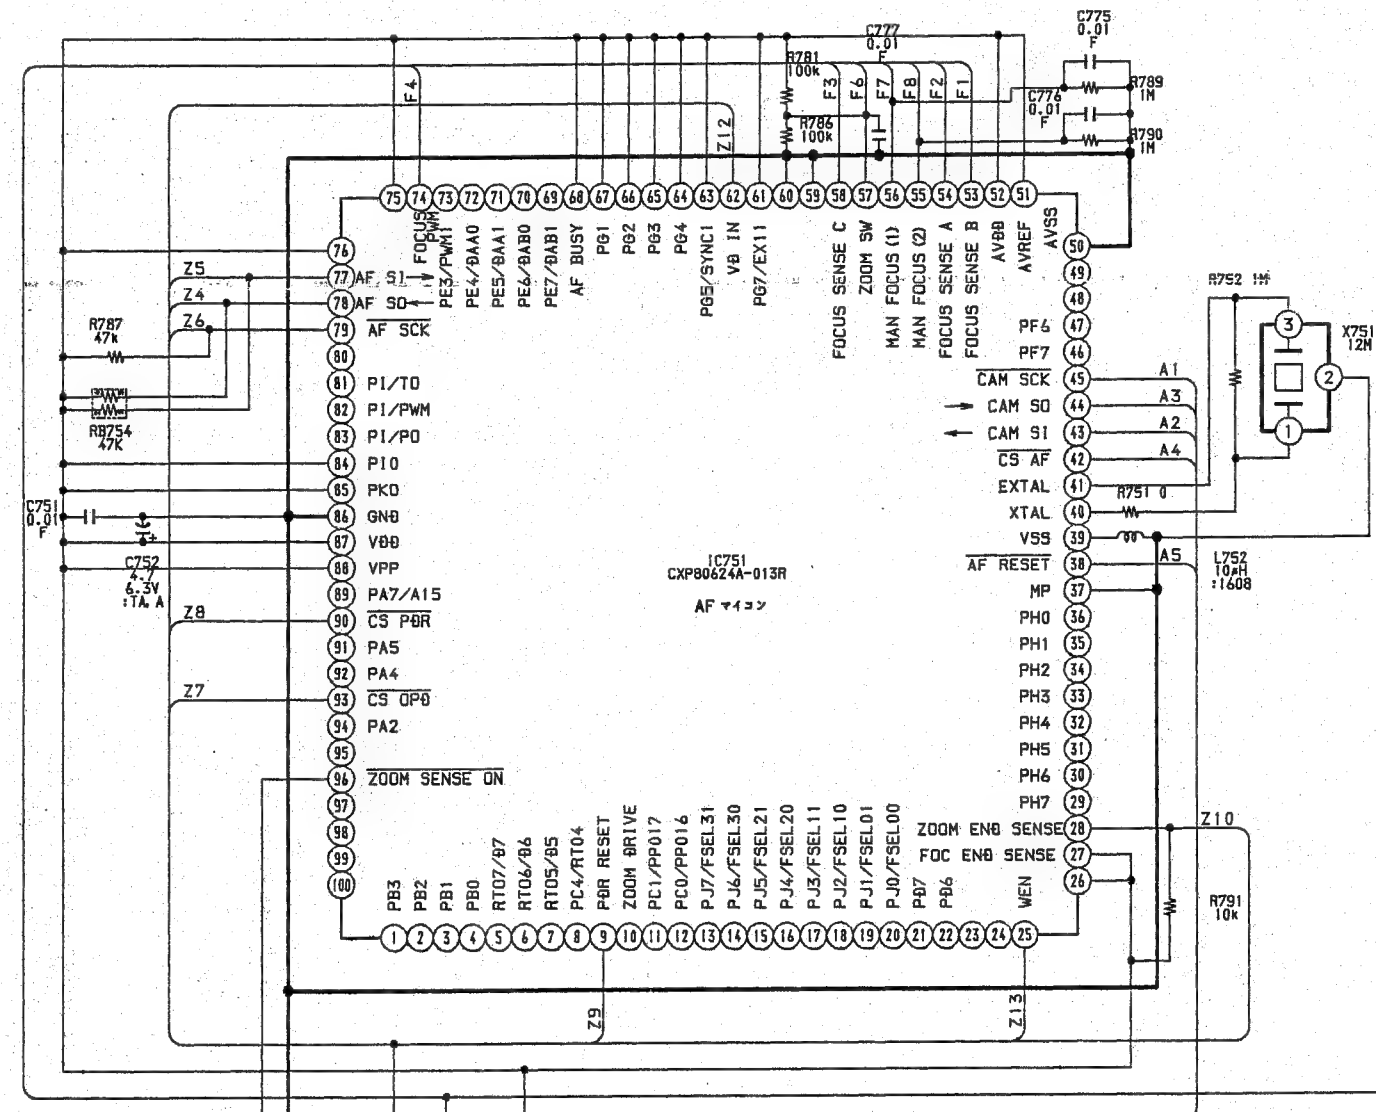 C775
0.01
F
C777
0.01
F
R781
100k
R789
1M
C776
0.01
F
R786
100k
R790
1M
F4
Z12
F3
F6
F7
F8
F2
F1
75
74
73
72
71
70
69
68
67
66
65
64
63
62
61
60
59
58
57
56
55
54
53
52
51
FOCUS
PWM
PE3/PWM1
PE4/DAA0
PE5/DAA1
PE6/DAB0
PE7/DAB1
AF BUSY
PG1
PG2
PG3
PG4
PG5/SYNC1
VD IN
PG7/EX11
FOCUS SENSE C
ZOOM SW
MAN FOCUS (1)
MAN FOCUS (2)
FOCUS SENSE A
FOCUS SENSE B
AVDD
AVREF
AVSS
76
Z5
77 AF SI
Z4
78 AF SO
Z6
79 AF SCK
R787
47k
80
81 PI/TO
82 PI/PWM
83 PI/PO
RB754
47K
84 PIO
85 PKO
C751
0.01
F
86 GND
87 VDD
C752
4.7
6.3V
:TA.A
88 VPP
89 PA7/A15
Z8
90 CS PDR
91 PA5
92 PA4
Z7
93 CS OPD
94 PA2
95
96 ZOOM SENSE ON
97
98
99
100
IC751
CXP80624A-013R
AF マイコン
50
49
48
PF6 47
PF7 46
CAM SCK 45 A1
CAM SO 44 A3
CAM SI 43 A2
CS AF 42 A4
EXTAL 41
XTAL 40
R751 0
VSS 39
AF RESET 38 A5
MP 37
L752
10μH
:1608
PH0 36
PH1 35
PH2 34
PH3 33
PH4 32
PH5 31
PH6 30
PH7 29
ZOOM END SENSE 28
Z10
FOC END SENSE 27
26
R791
10k
R752 1M
X751
12M
3
2
1
PB3
PB2
PB1
PB0
RTO7/D7
RTO6/D6
RTO5/D5
PC4/RTO4
PDR RESET
ZOOM DRIVE
PC1/PPO17
PC0/PPO16
PJ7/FSEL31
PJ6/FSEL30
PJ5/FSEL21
PJ4/FSEL20
PJ3/FSEL11
PJ2/FSEL10
PJ1/FSEL01
PJ0/FSEL00
PD7
PD6
WEN
1
2
3
4
5
6
7
8
9
10
11
12
13
14
15
16
17
18
19
20
21
22
23
24
25
Z9
Z13